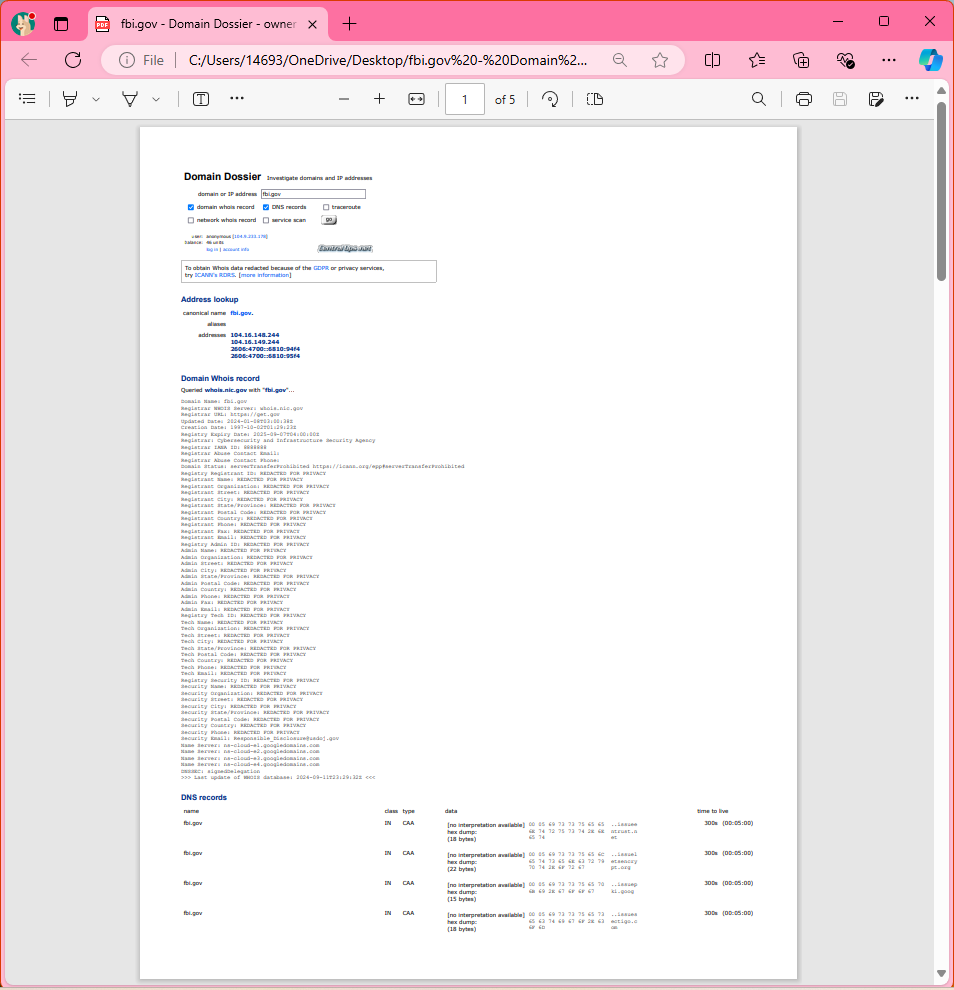 fbi.gov - Domain Dossier - owner
File
C:/Users/14693/OneDrive/Desktop/fbi.gov%20-%20Domain%2...
1 of 5
Domain Dossier Investigate domains and IP addresses
domain or IP address fbi.gov
domain whois record DNS records traceroute
network whois record service scan go
user: anonymous
balance: 46 units
log in | account info
CentralOps.net
To obtain Whois data redacted because of the GDPR or privacy services,
try ICANN's RDRS. [more information]
Address lookup
canonical name fbi.gov.
aliases
addresses 104.16.148.244
104.16.149.244
2606:4700::6810:94f4
2606:4700::6810:95f4
Domain Whois record
Queried whois.nic.gov with "fbi.gov"...
Domain Name: fbi.gov
Registrar WHOIS Server: whois.nic.gov
Registrar URL: https://get.gov
Updated Date: 2024-01-08T03:00:38Z
Creation Date: 1997-10-02T01:29:23Z
Registry Expiry Date: 2025-09-07T04:00:00Z
Registrar: Cybersecurity and Infrastructure Security Agency
Registrar IANA ID: 8888888
Registrar Abuse Contact Email:
Registrar Abuse Contact Phone:
Domain Status: serverTransferProhibited https://icann.org/epp#serverTransferProhibited
Registry Registrant ID: REDACTED FOR PRIVACY
Registrant Name: REDACTED FOR PRIVACY
Registrant Organization: REDACTED FOR PRIVACY
Registrant Street: REDACTED FOR PRIVACY
Registrant City: REDACTED FOR PRIVACY
Registrant State/Province: REDACTED FOR PRIVACY
Registrant Postal Code: REDACTED FOR PRIVACY
Registrant Country: REDACTED FOR PRIVACY
Registrant Phone: REDACTED FOR PRIVACY
Registrant Fax: REDACTED FOR PRIVACY
Registrant Email: REDACTED FOR PRIVACY
Registry Admin ID: REDACTED FOR PRIVACY
Admin Name: REDACTED FOR PRIVACY
Admin Organization: REDACTED FOR PRIVACY
Admin Street: REDACTED FOR PRIVACY
Admin City: REDACTED FOR PRIVACY
Admin State/Province: REDACTED FOR PRIVACY
Admin Postal Code: REDACTED FOR PRIVACY
Admin Country: REDACTED FOR PRIVACY
Admin Phone: REDACTED FOR PRIVACY
Admin Fax: REDACTED FOR PRIVACY
Admin Email: REDACTED FOR PRIVACY
Registry Tech ID: REDACTED FOR PRIVACY
Tech Name: REDACTED FOR PRIVACY
Tech Organization: REDACTED FOR PRIVACY
Tech Street: REDACTED FOR PRIVACY
Tech City: REDACTED FOR PRIVACY
Tech State/Province: REDACTED FOR PRIVACY
Tech Postal Code: REDACTED FOR PRIVACY
Tech Country: REDACTED FOR PRIVACY
Tech Phone: REDACTED FOR PRIVACY
Tech Email: REDACTED FOR PRIVACY
Registry Security ID: REDACTED FOR PRIVACY
Security Name: REDACTED FOR PRIVACY
Security Organization: REDACTED FOR PRIVACY
Security Street: REDACTED FOR PRIVACY
Security City: REDACTED FOR PRIVACY
Security State/Province: REDACTED FOR PRIVACY
Security Postal Code: REDACTED FOR PRIVACY
Security Country: REDACTED FOR PRIVACY
Security Phone: REDACTED FOR PRIVACY
Security Email: Responsible_Disclosure@usdoj.gov
Name Server: ns-cloud-e1.googledomains.com
Name Server: ns-cloud-e2.googledomains.com
Name Server: ns-cloud-e3.googledomains.com
Name Server: ns-cloud-e4.googledomains.com
DNSSEC: signedDelegation
>>> Last update of WHOIS database: 2024-09-11T23:29:32Z <<<
DNS records
name class type data time to live
fbi.gov IN CAA [no interpretation available] 00 05 69 73 73 75 65 65 ..issuee 300s (00:05:00)
hex dump: 6E 74 72 75 73 74 2E 6E ntrust.n
(18 bytes) 65 74 et
fbi.gov IN CAA [no interpretation available] 00 05 69 73 73 75 65 6C ..issuel 300s (00:05:00)
hex dump: 65 74 73 65 6E 63 72 79 etsencry
(22 bytes) 70 74 2E 6F 72 67 pt.org
fbi.gov IN CAA [no interpretation available] 00 05 69 73 73 75 65 70 ..issuep 300s (00:05:00)
hex dump: 6B 69 2E 67 6F 6F 67 ki.goog
(15 bytes)
fbi.gov IN CAA [no interpretation available] 00 05 69 73 73 75 65 73 ..issues 300s (00:05:00)
hex dump: 65 63 74 69 67 6F 2E 63 ectigo.c
(18 bytes) 6F 6D om